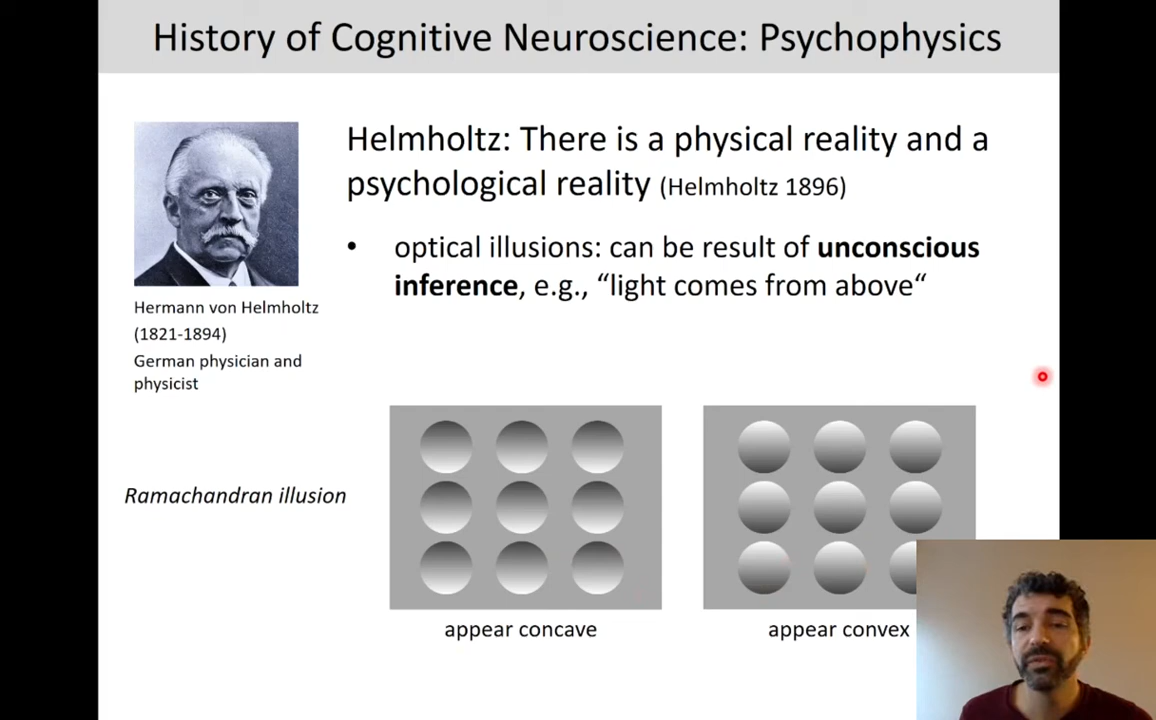 History of Cognitive Neuroscience: Psychophysics
Helmholtz: There is a physical reality and a
psychological reality (Helmholtz 1896)
• optical illusions: can be result of unconscious
inference, e.g., “light comes from above“
Hermann von Helmholtz
(1821-1894)
German physician and
physicist
Ramachandran illusion
appear concave
appear convex